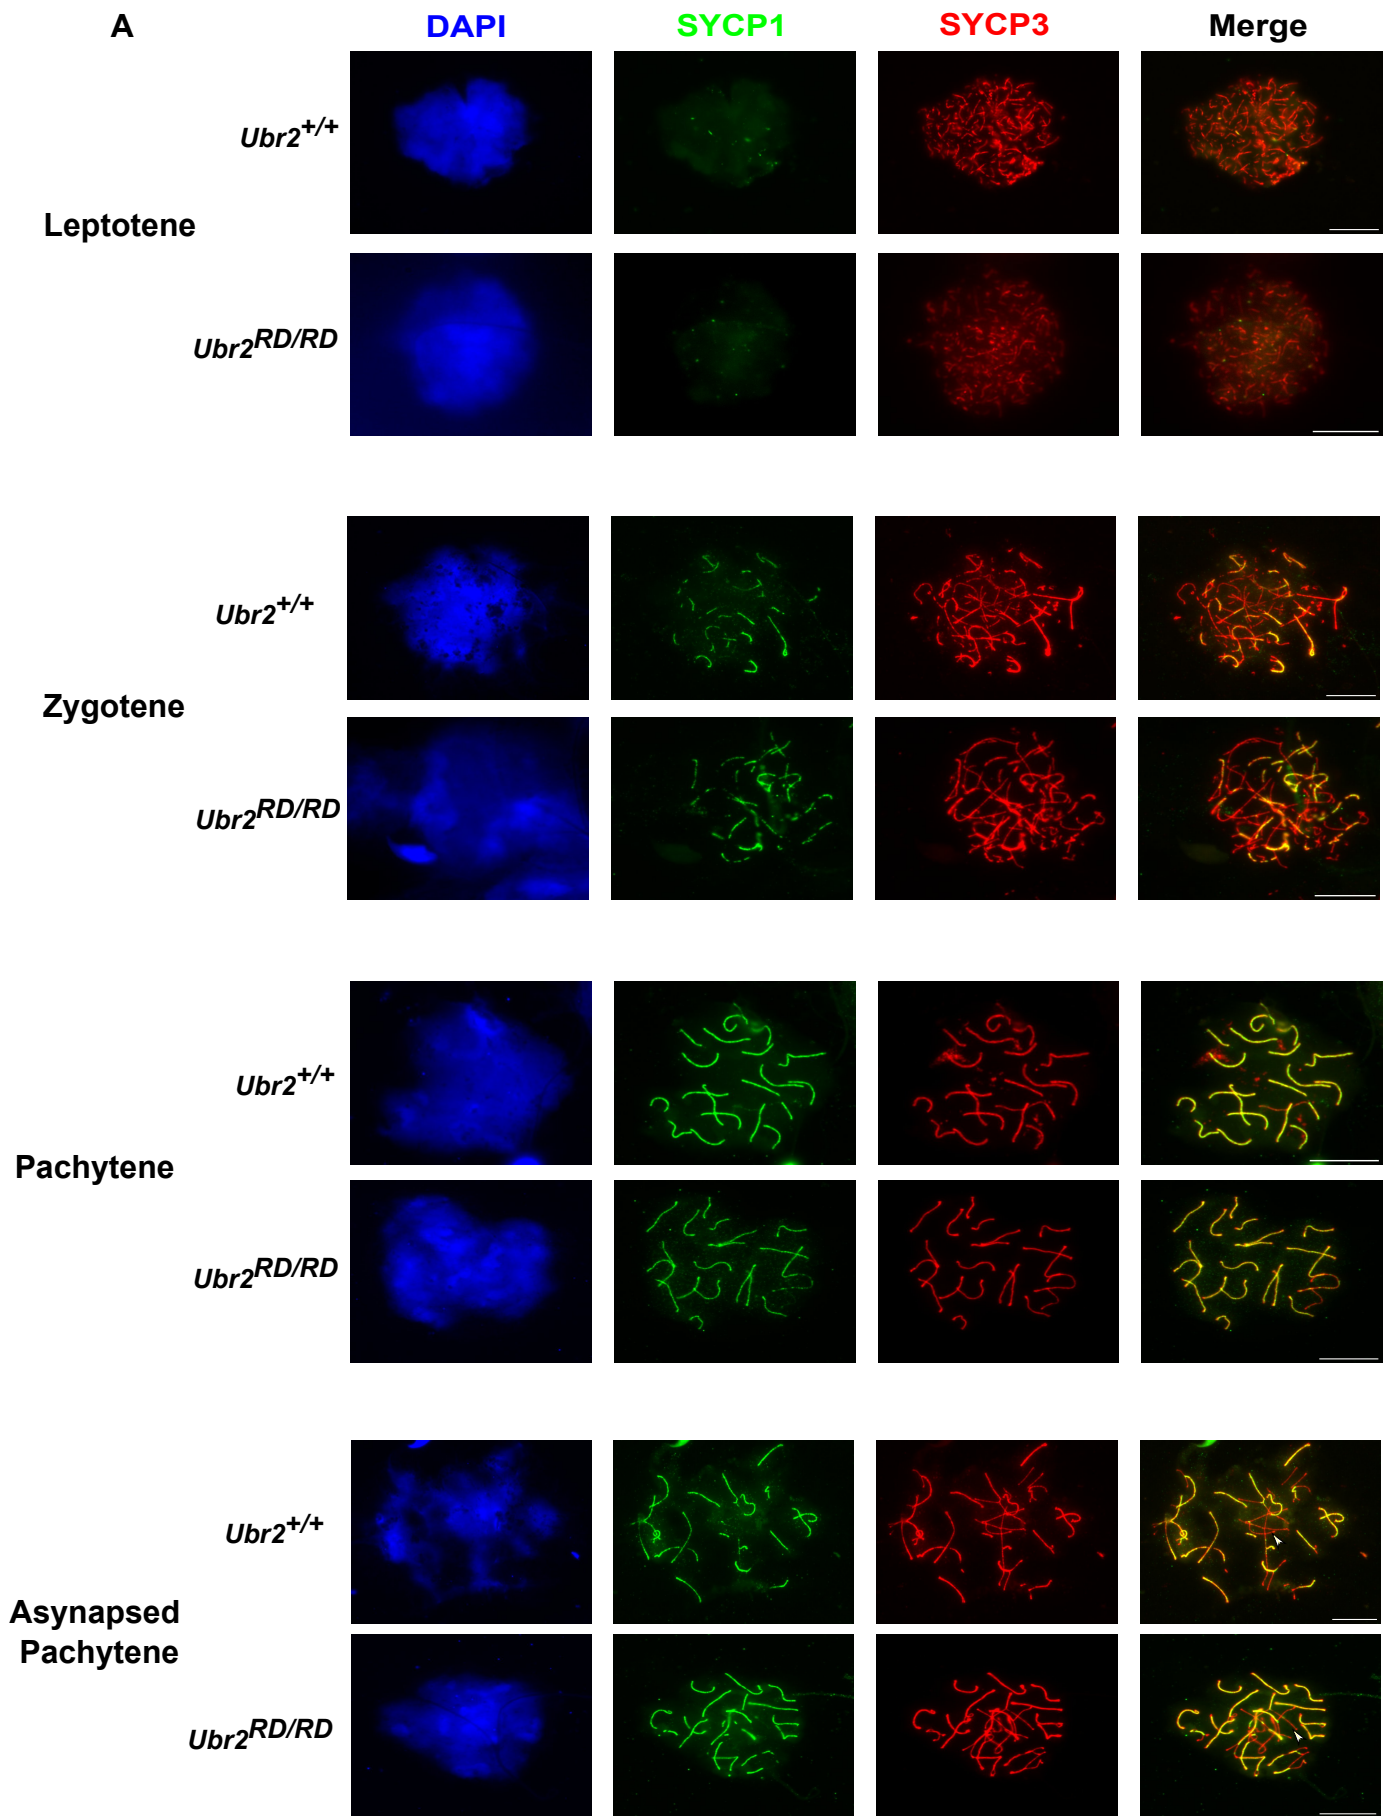 A DAPI SYCP1 SYCP3 Merge
Ubr2+/+
Leptotene
Ubr2RD/RD
Ubr2+/+
Zygotene
Ubr2RD/RD
Ubr2+/+
Pachytene
Ubr2RD/RD
Ubr2+/+
Asynapsed
Pachytene
Ubr2RD/RD